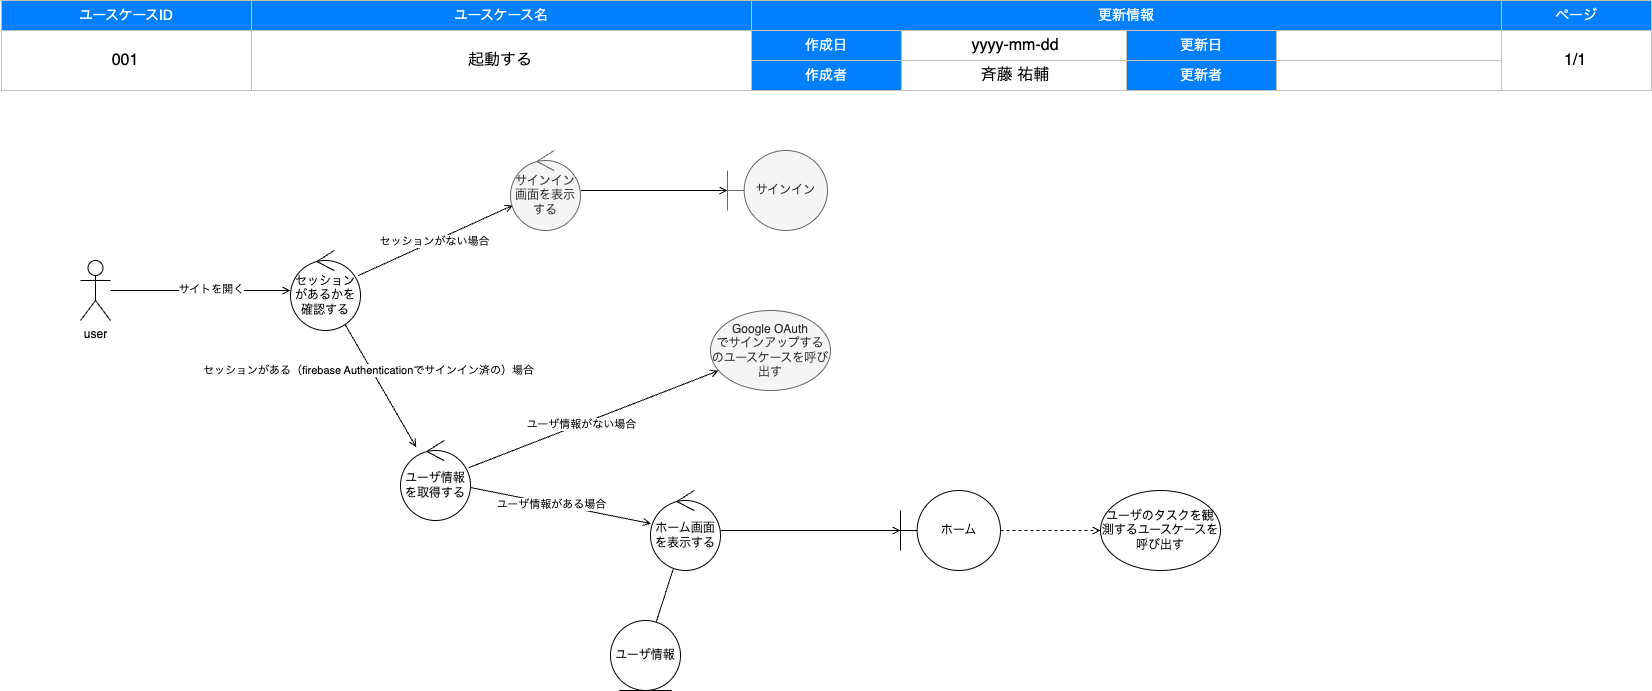 ユースケースID
ユースケース名
更新情報
ページ
001
起動する
作成日
yyyy-mm-dd
更新日
1/1
作成者
斉藤 祐輔
更新者
サインイン
画面を表示
する
サインイン
セッションがない場合
user
サイトを開く
セッション
があるかを
確認する
セッションがある（firebase Authenticationでサインイン済の）場合
Google OAuth
でサインアップする
のユースケースを呼び
出す
ユーザ情報がない場合
ユーザ情報
を取得する
ユーザ情報がある場合
ホーム画面
を表示する
ホーム
ユーザのタスクを観
測するユースケースを
呼び出す
ユーザ情報